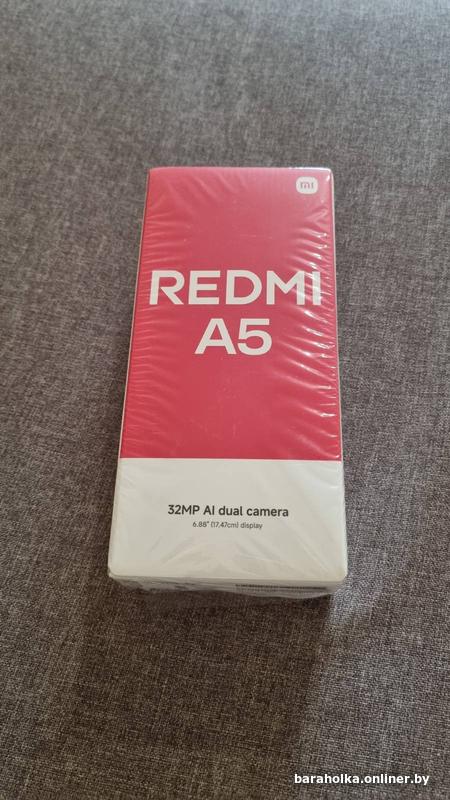 mi
REDMI
A5
32MP AI dual camera
6.88" (17.47cm) display
baraholka.onliner.by